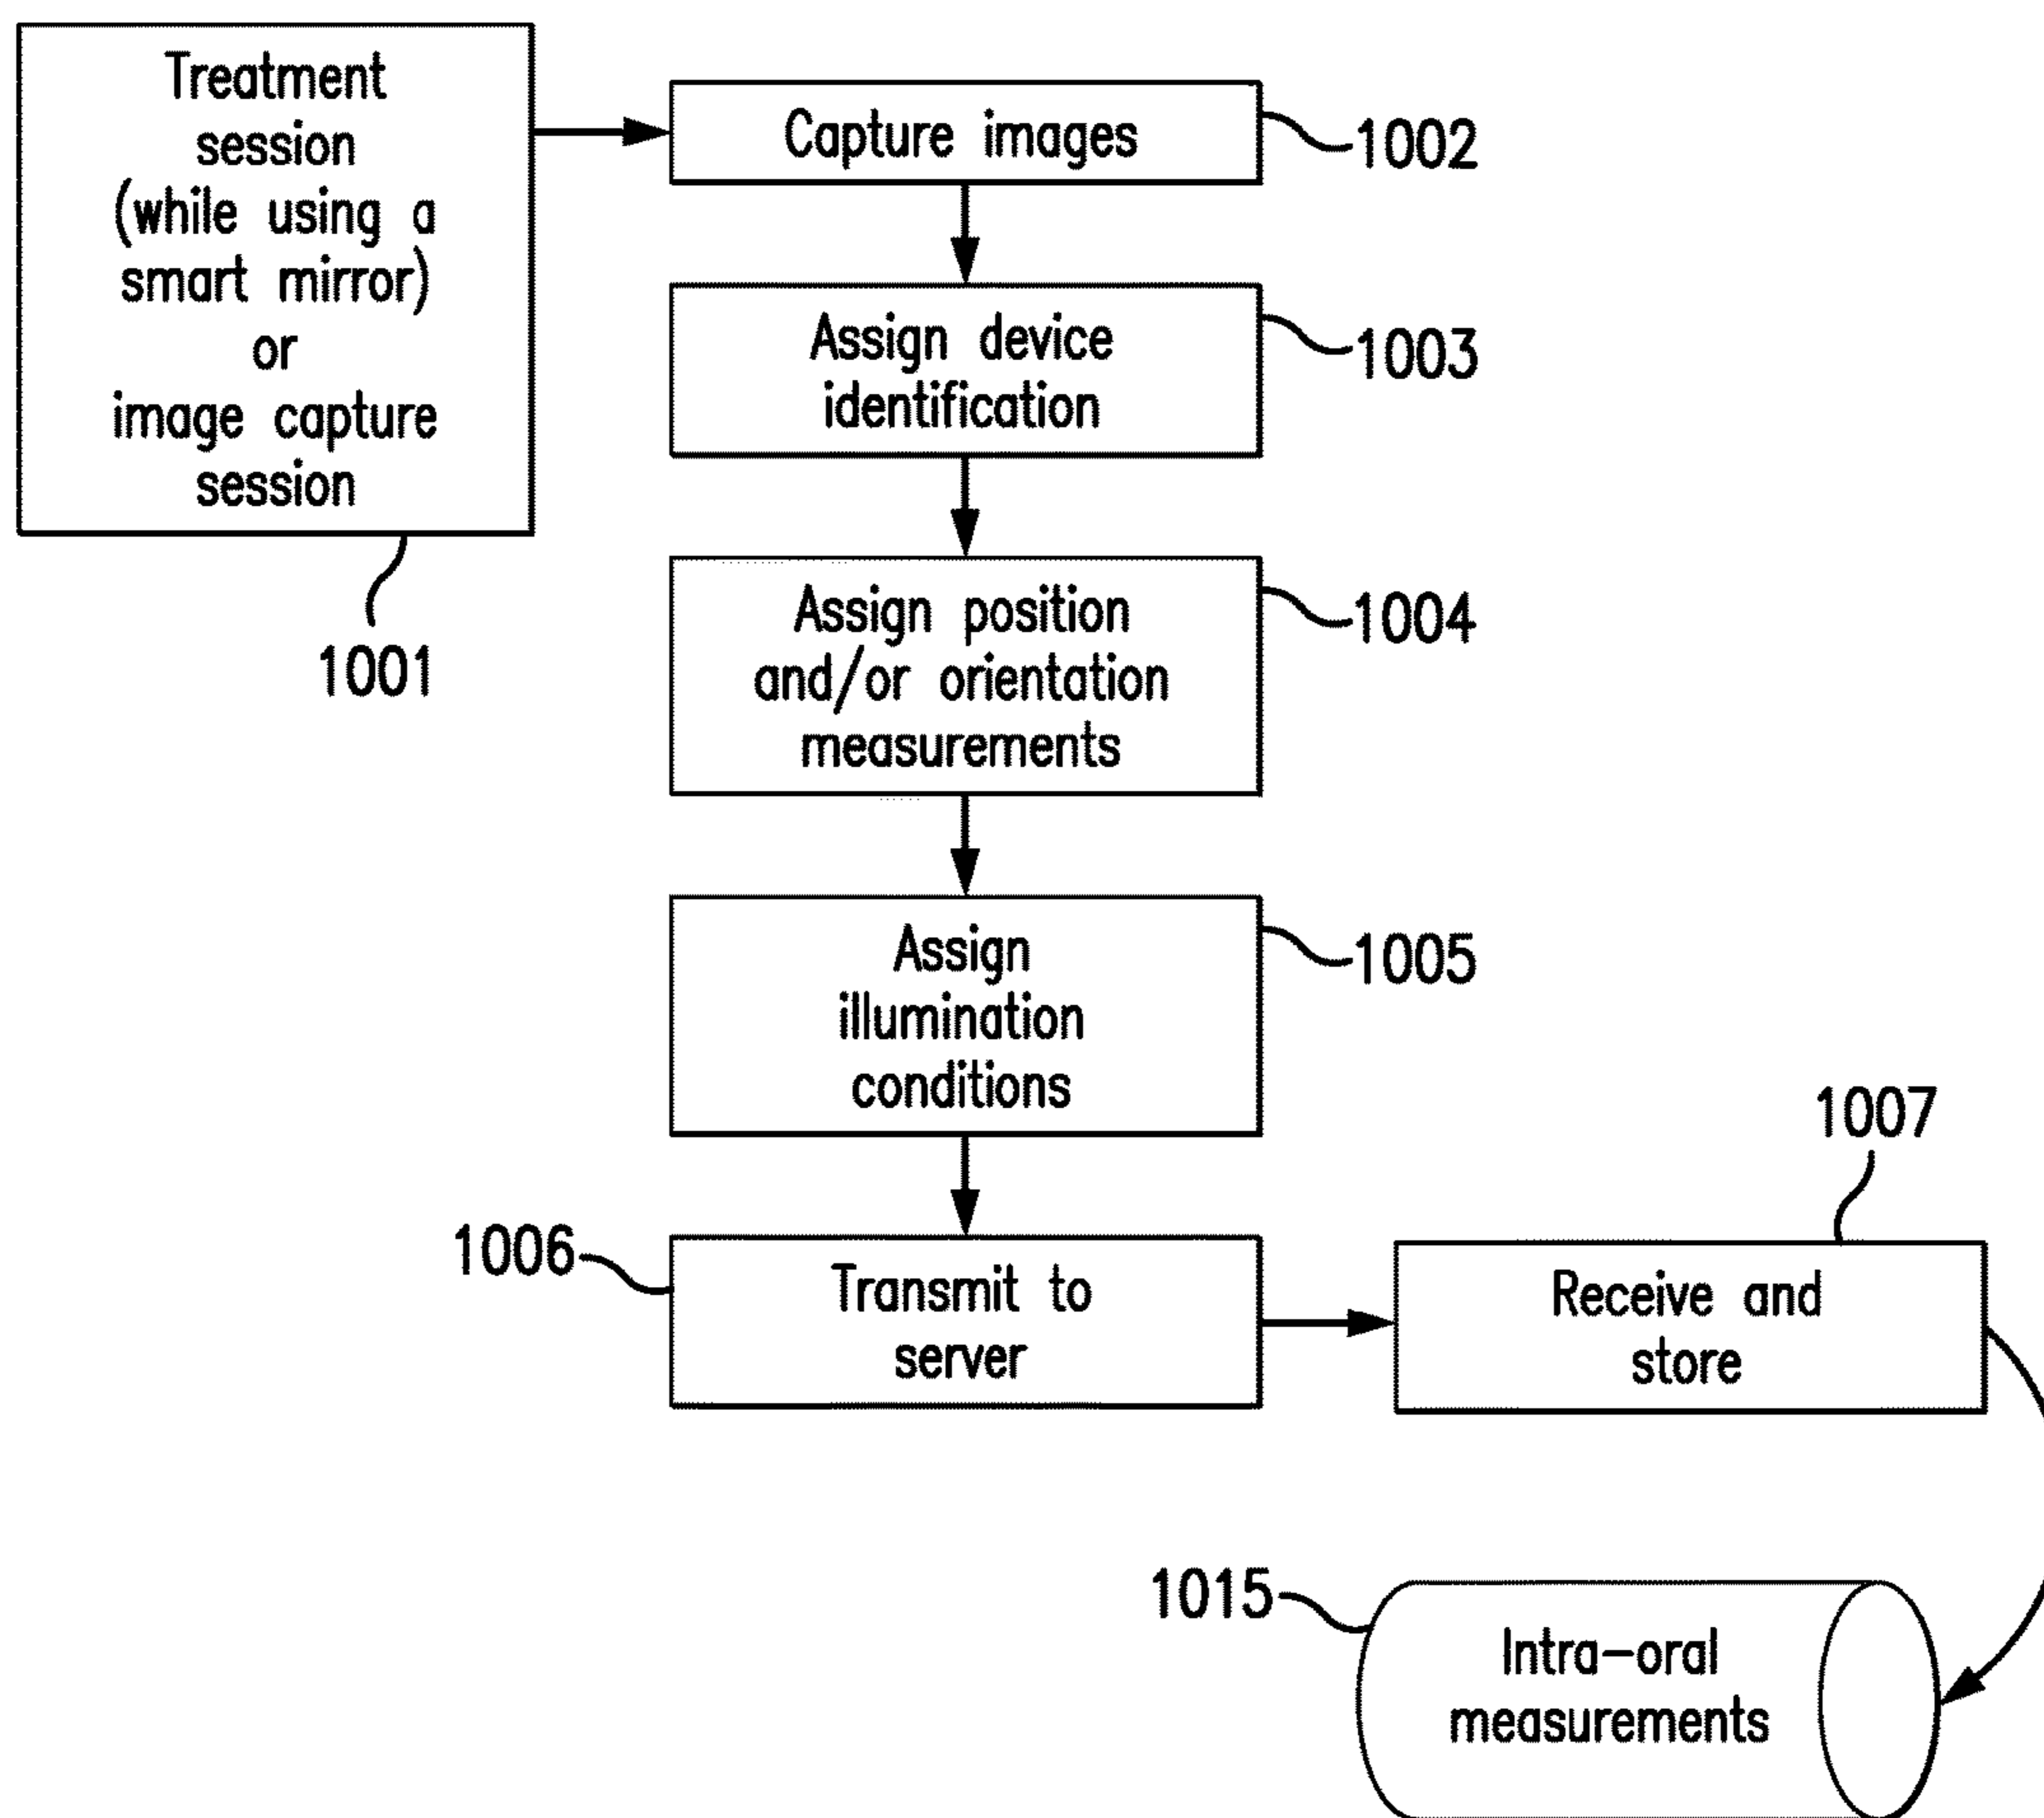 Treatment
session
(while using a
smart mirror)
or
image capture
session
1001
Capture images
1002
Assign device
identification
1003
Assign position
and/or orientation
measurements
1004
Assign
illumination
conditions
1005
1006
Transmit to
server
1007
Receive and
store
1015
Intra-oral
measurements